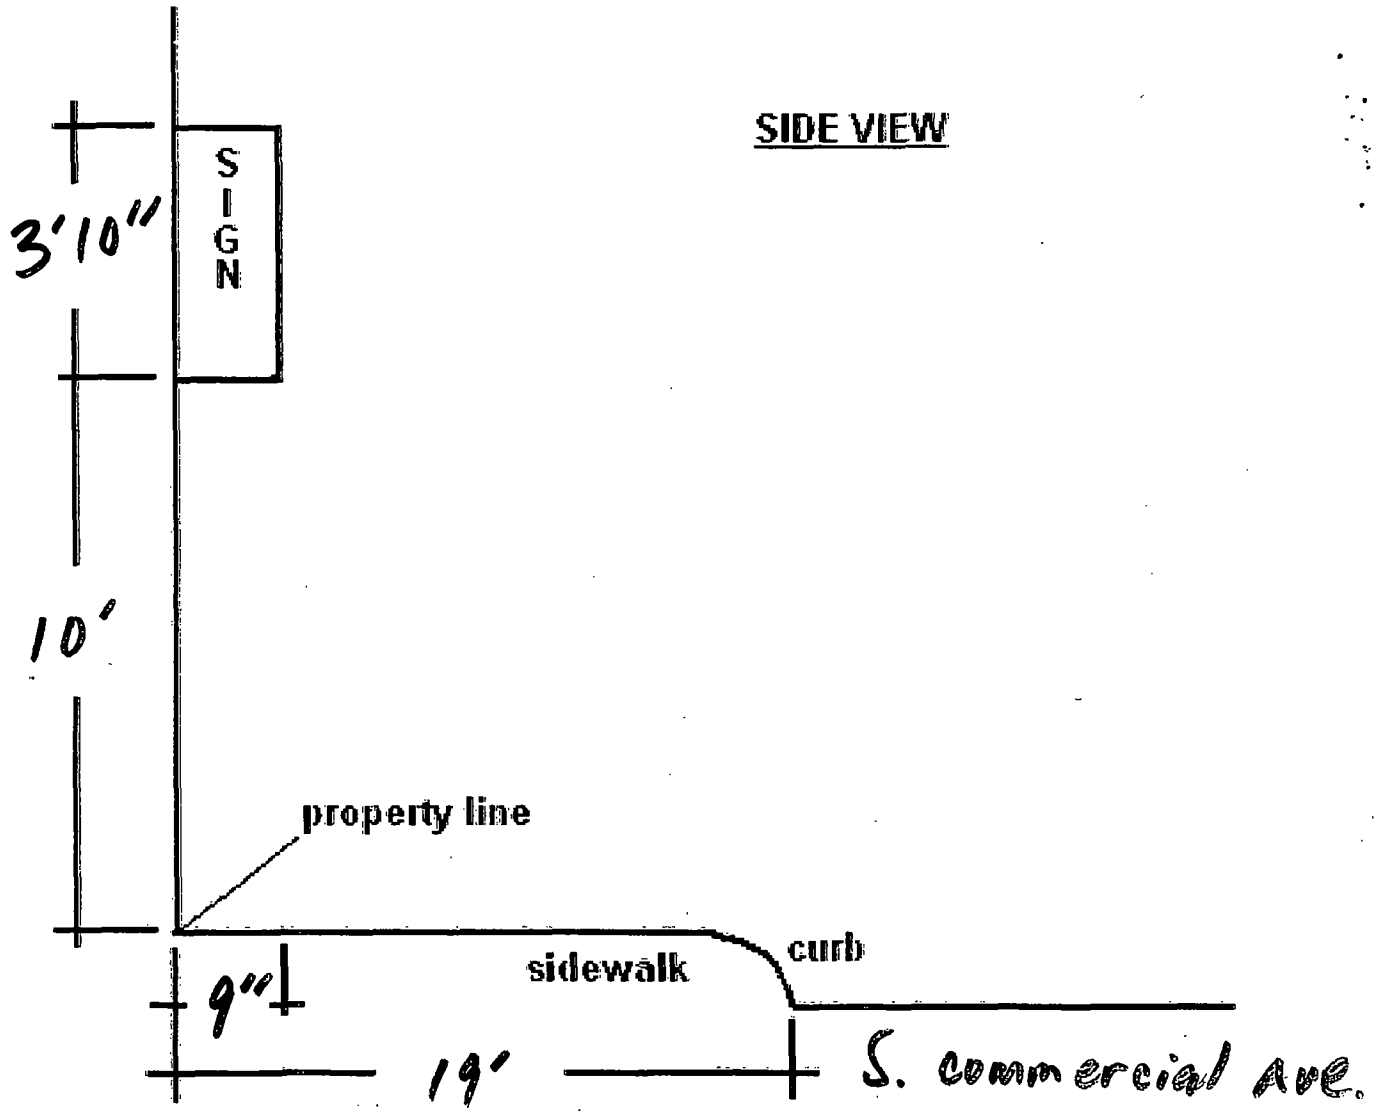 SIDE VIEW
S
I
G
N
3'10"
10'
property line
sidewalk
curb
9"
19'
S. commercial Ave.